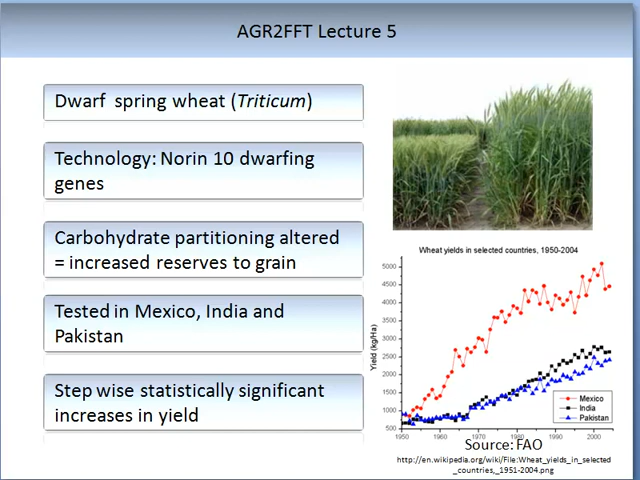 AGR2FFT Lecture 5
Dwarf spring wheat (Triticum)
Technology: Norin 10 dwarfing
genes
Carbohydrate partitioning altered
= increased reserves to grain
Tested in Mexico, India and
Pakistan
Step wise statistically significant
increases in yield
Wheat yields in selected countries, 1950-2004
Yield (kg/Ha)
5000
4500
4000
3500
3000
2500
2000
1500
1000
500
1950 1960 1970 1980 1990 2000
Mexico
India
Pakistan
Source: FAO
http://en.wikipedia.org/wiki/File:Wheat_yields_in_selected
_countries,_1951-2004.png